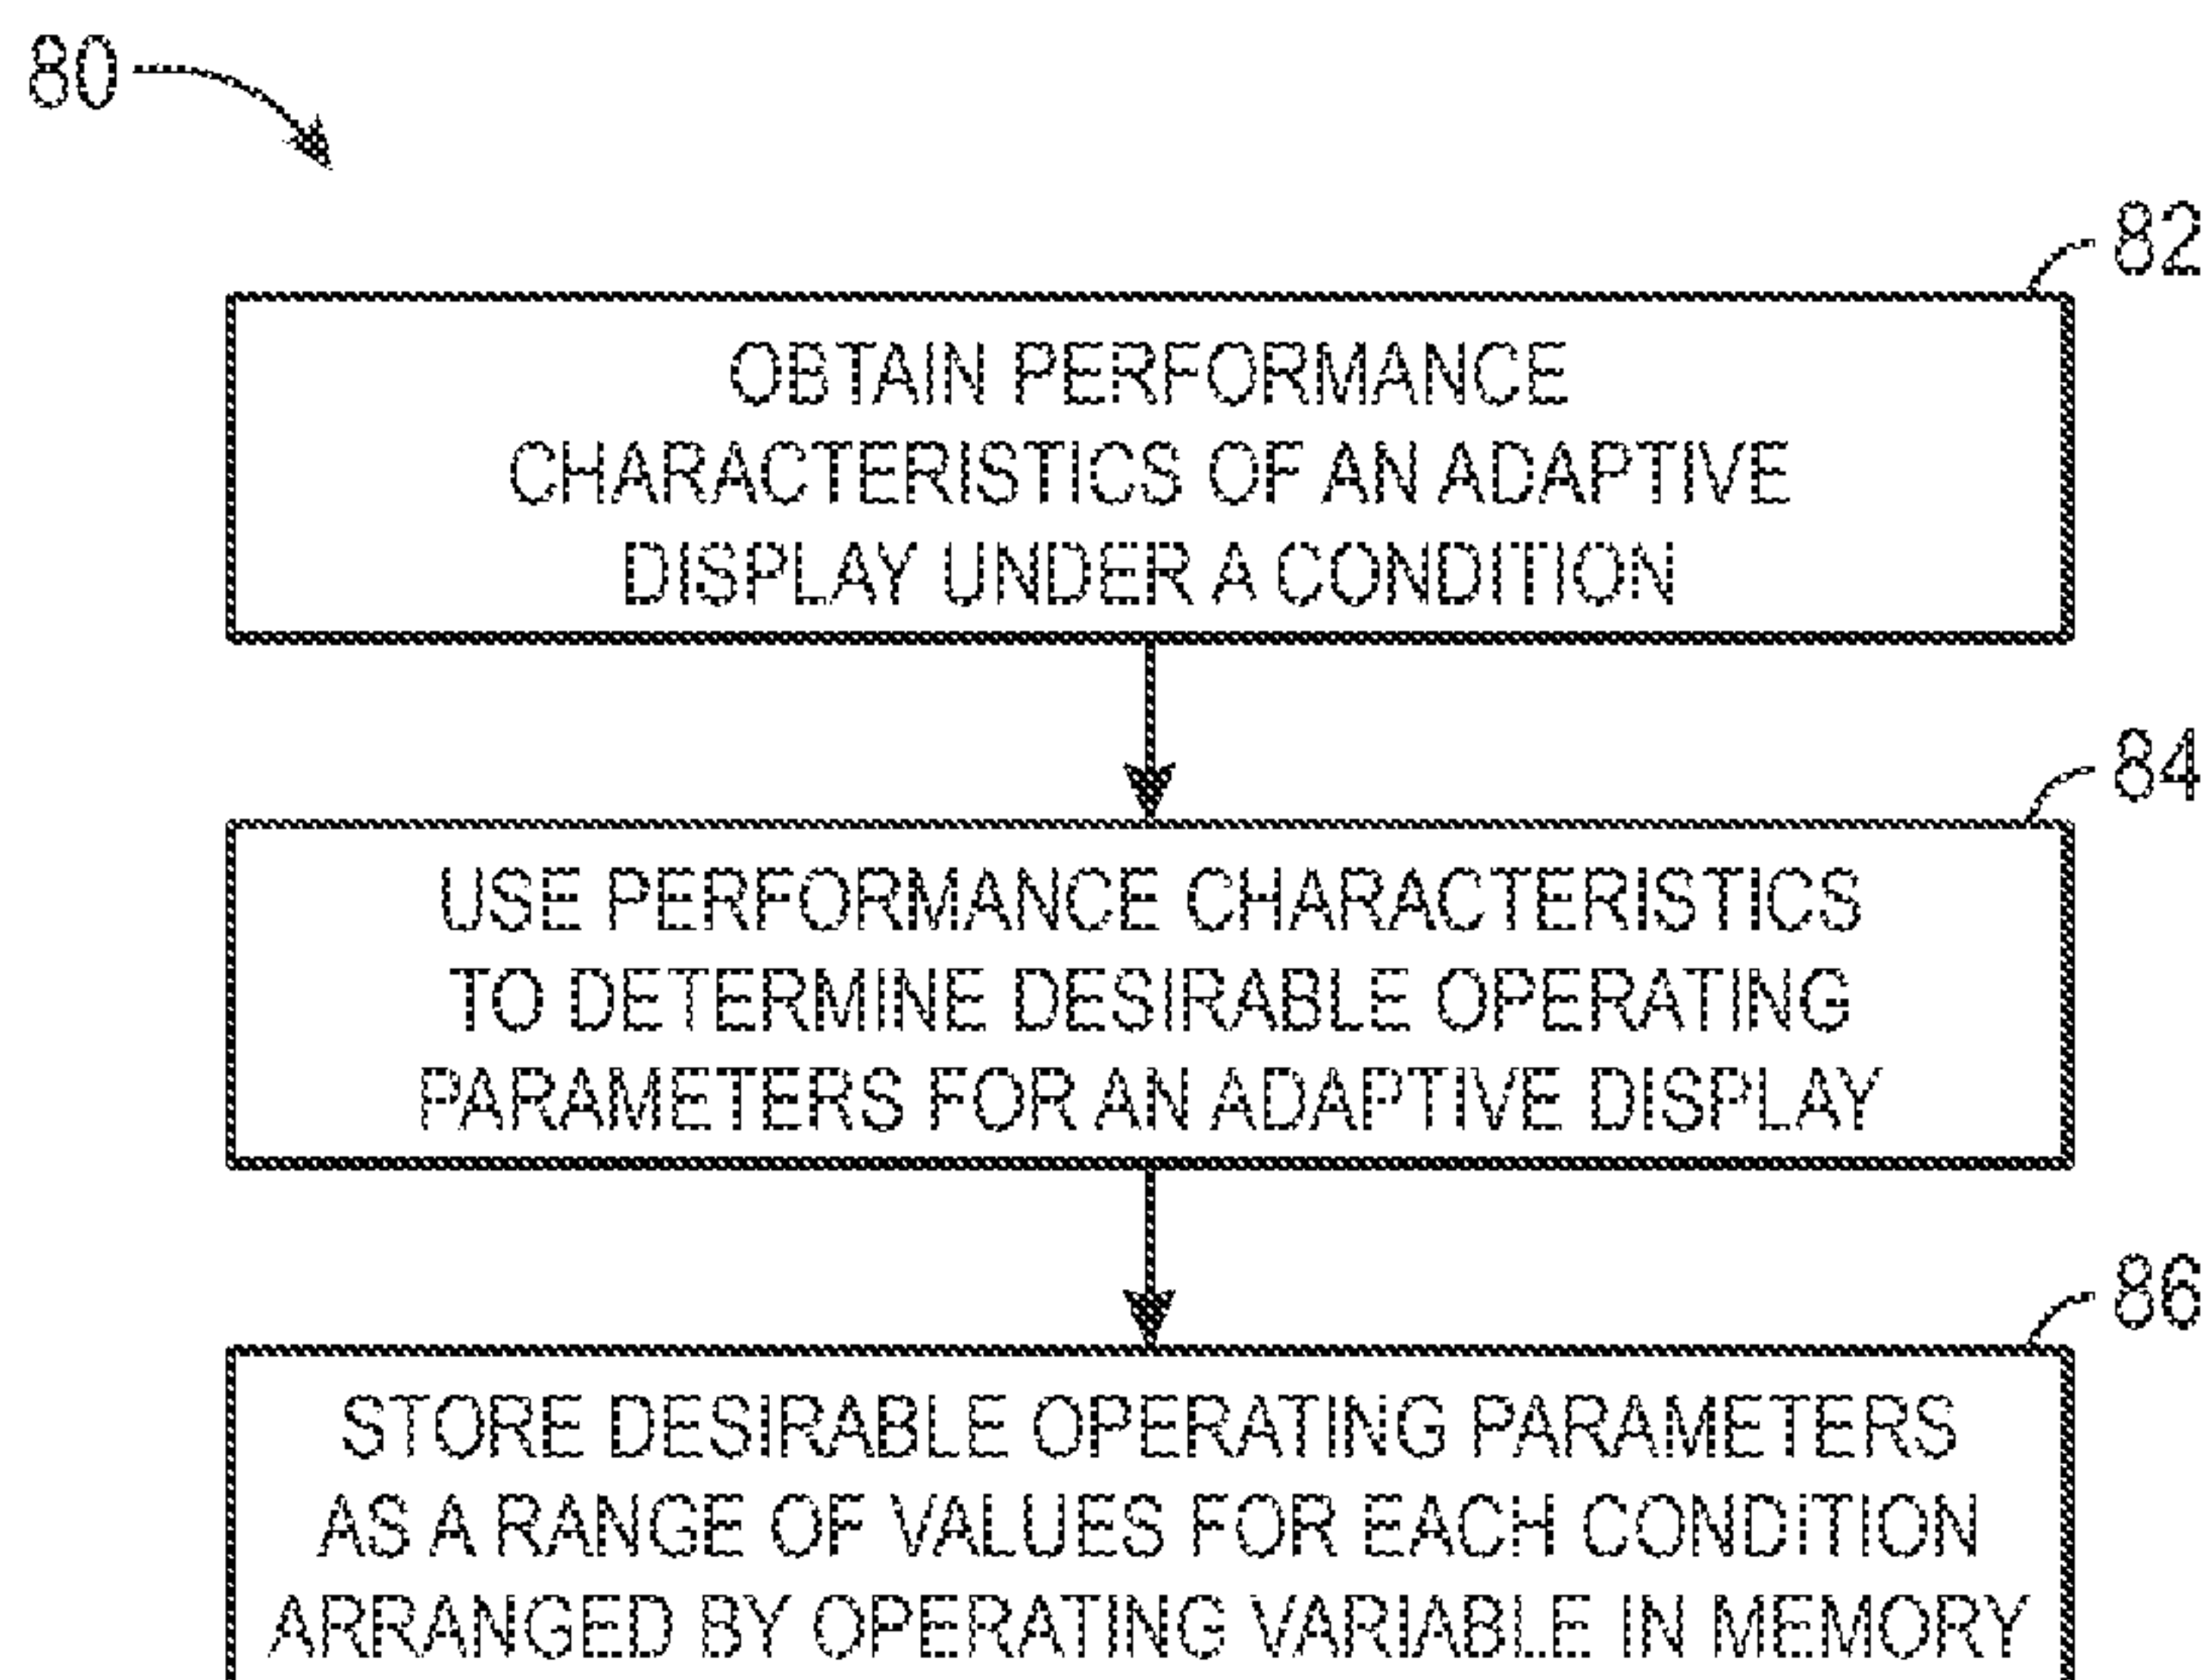 80
82
OBTAIN PERFORMANCE
CHARACTERISTICS OF AN ADAPTIVE
DISPLAY UNDER A CONDITION
84
USE PERFORMANCE CHARACTERISTICS
TO DETERMINE DESIRABLE OPERATING
PARAMETERS FOR AN ADAPTIVE DISPLAY
86
STORE DESIRABLE OPERATING PARAMETERS
AS A RANGE OF VALUES FOR EACH CONDITION
ARRANGED BY OPERATING VARIABLE IN MEMORY